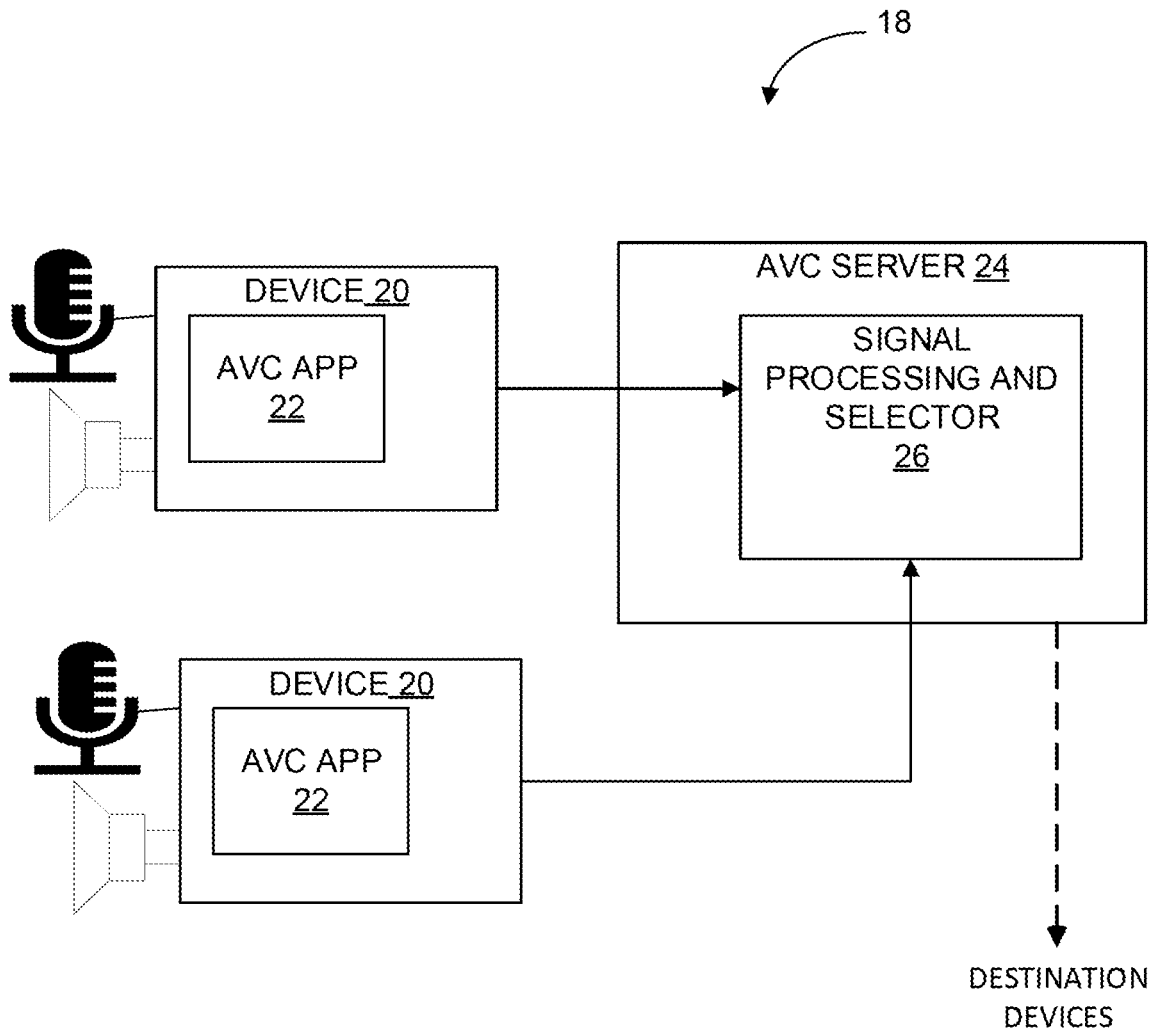 18
AVC SERVER 24
SIGNAL
PROCESSING AND
SELECTOR
26
DEVICE 20
AVC APP
22
DEVICE 20
AVC APP
22
DESTINATION
DEVICES